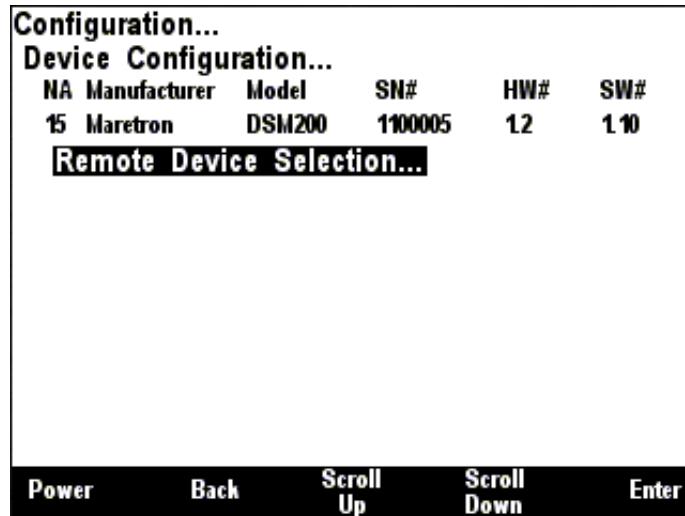 Configuration...
Device Configuration...
NA Manufacturer Model SN# HW# SW#
15 Maretron DSM200 1100005 1.2 1.10
Remote Device Selection...
Power Back Scroll Up Scroll Down Enter